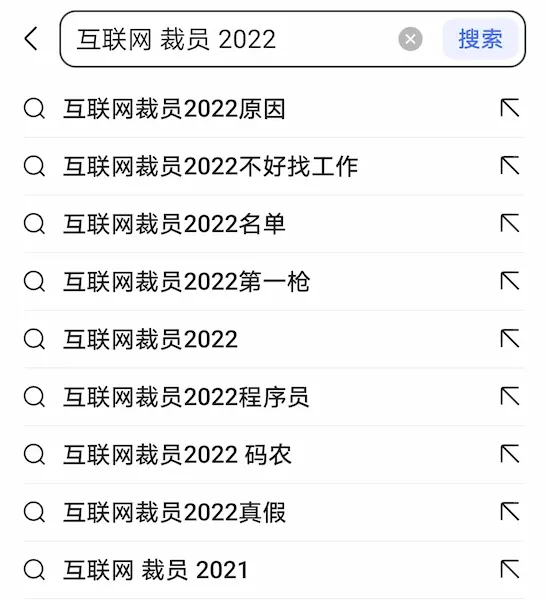 互联网 裁员 2022
搜索
互联网裁员2022原因
互联网裁员2022不好找工作
互联网裁员2022名单
互联网裁员2022第一枪
互联网裁员2022
互联网裁员2022程序员
互联网裁员2022 码农
互联网裁员2022真假
互联网 裁员 2021